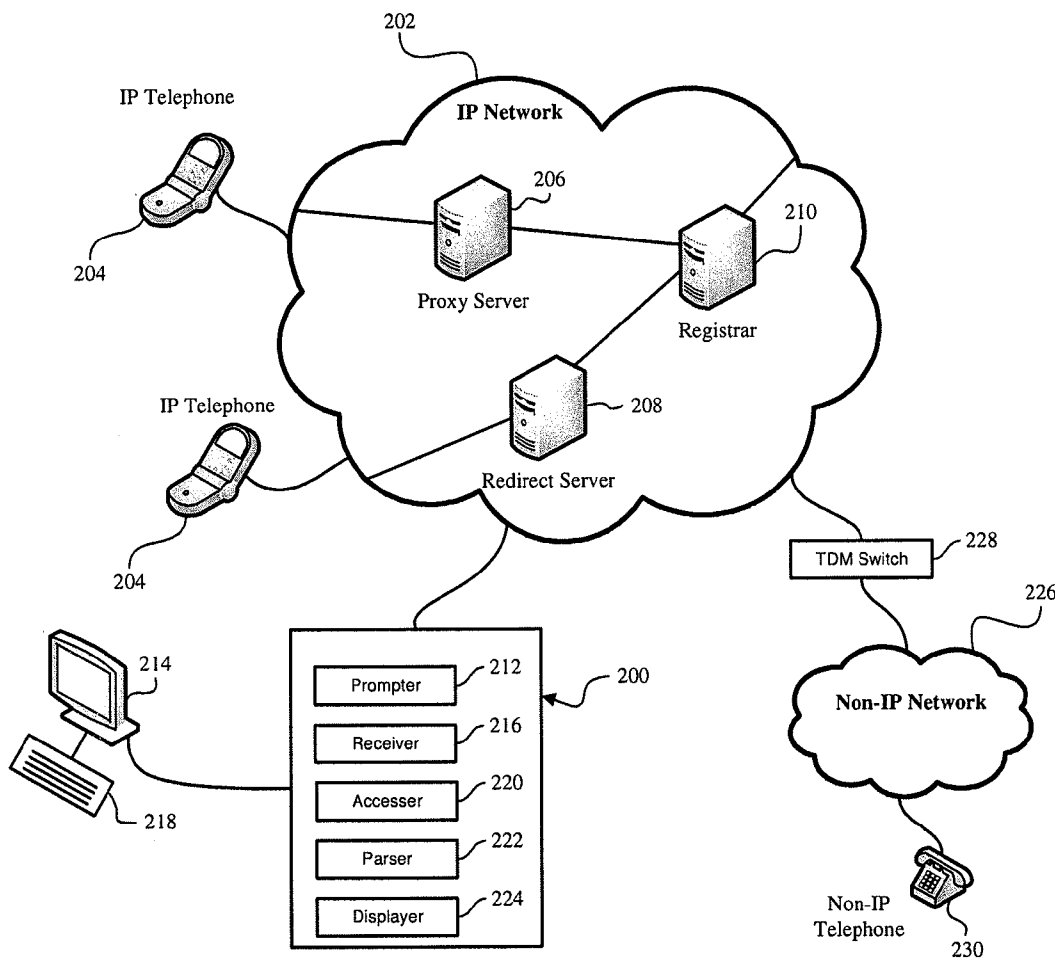 202
IP Telephone
IP Network
206
210
204
Proxy Server
Registrar
IP Telephone
208
Redirect Server
204
228
TDM Switch
226
214
Prompter
212
200
Non-IP Network
Receiver
216
Accesser
220
218
Parser
222
Displayer
224
Non-IP
Telephone
230